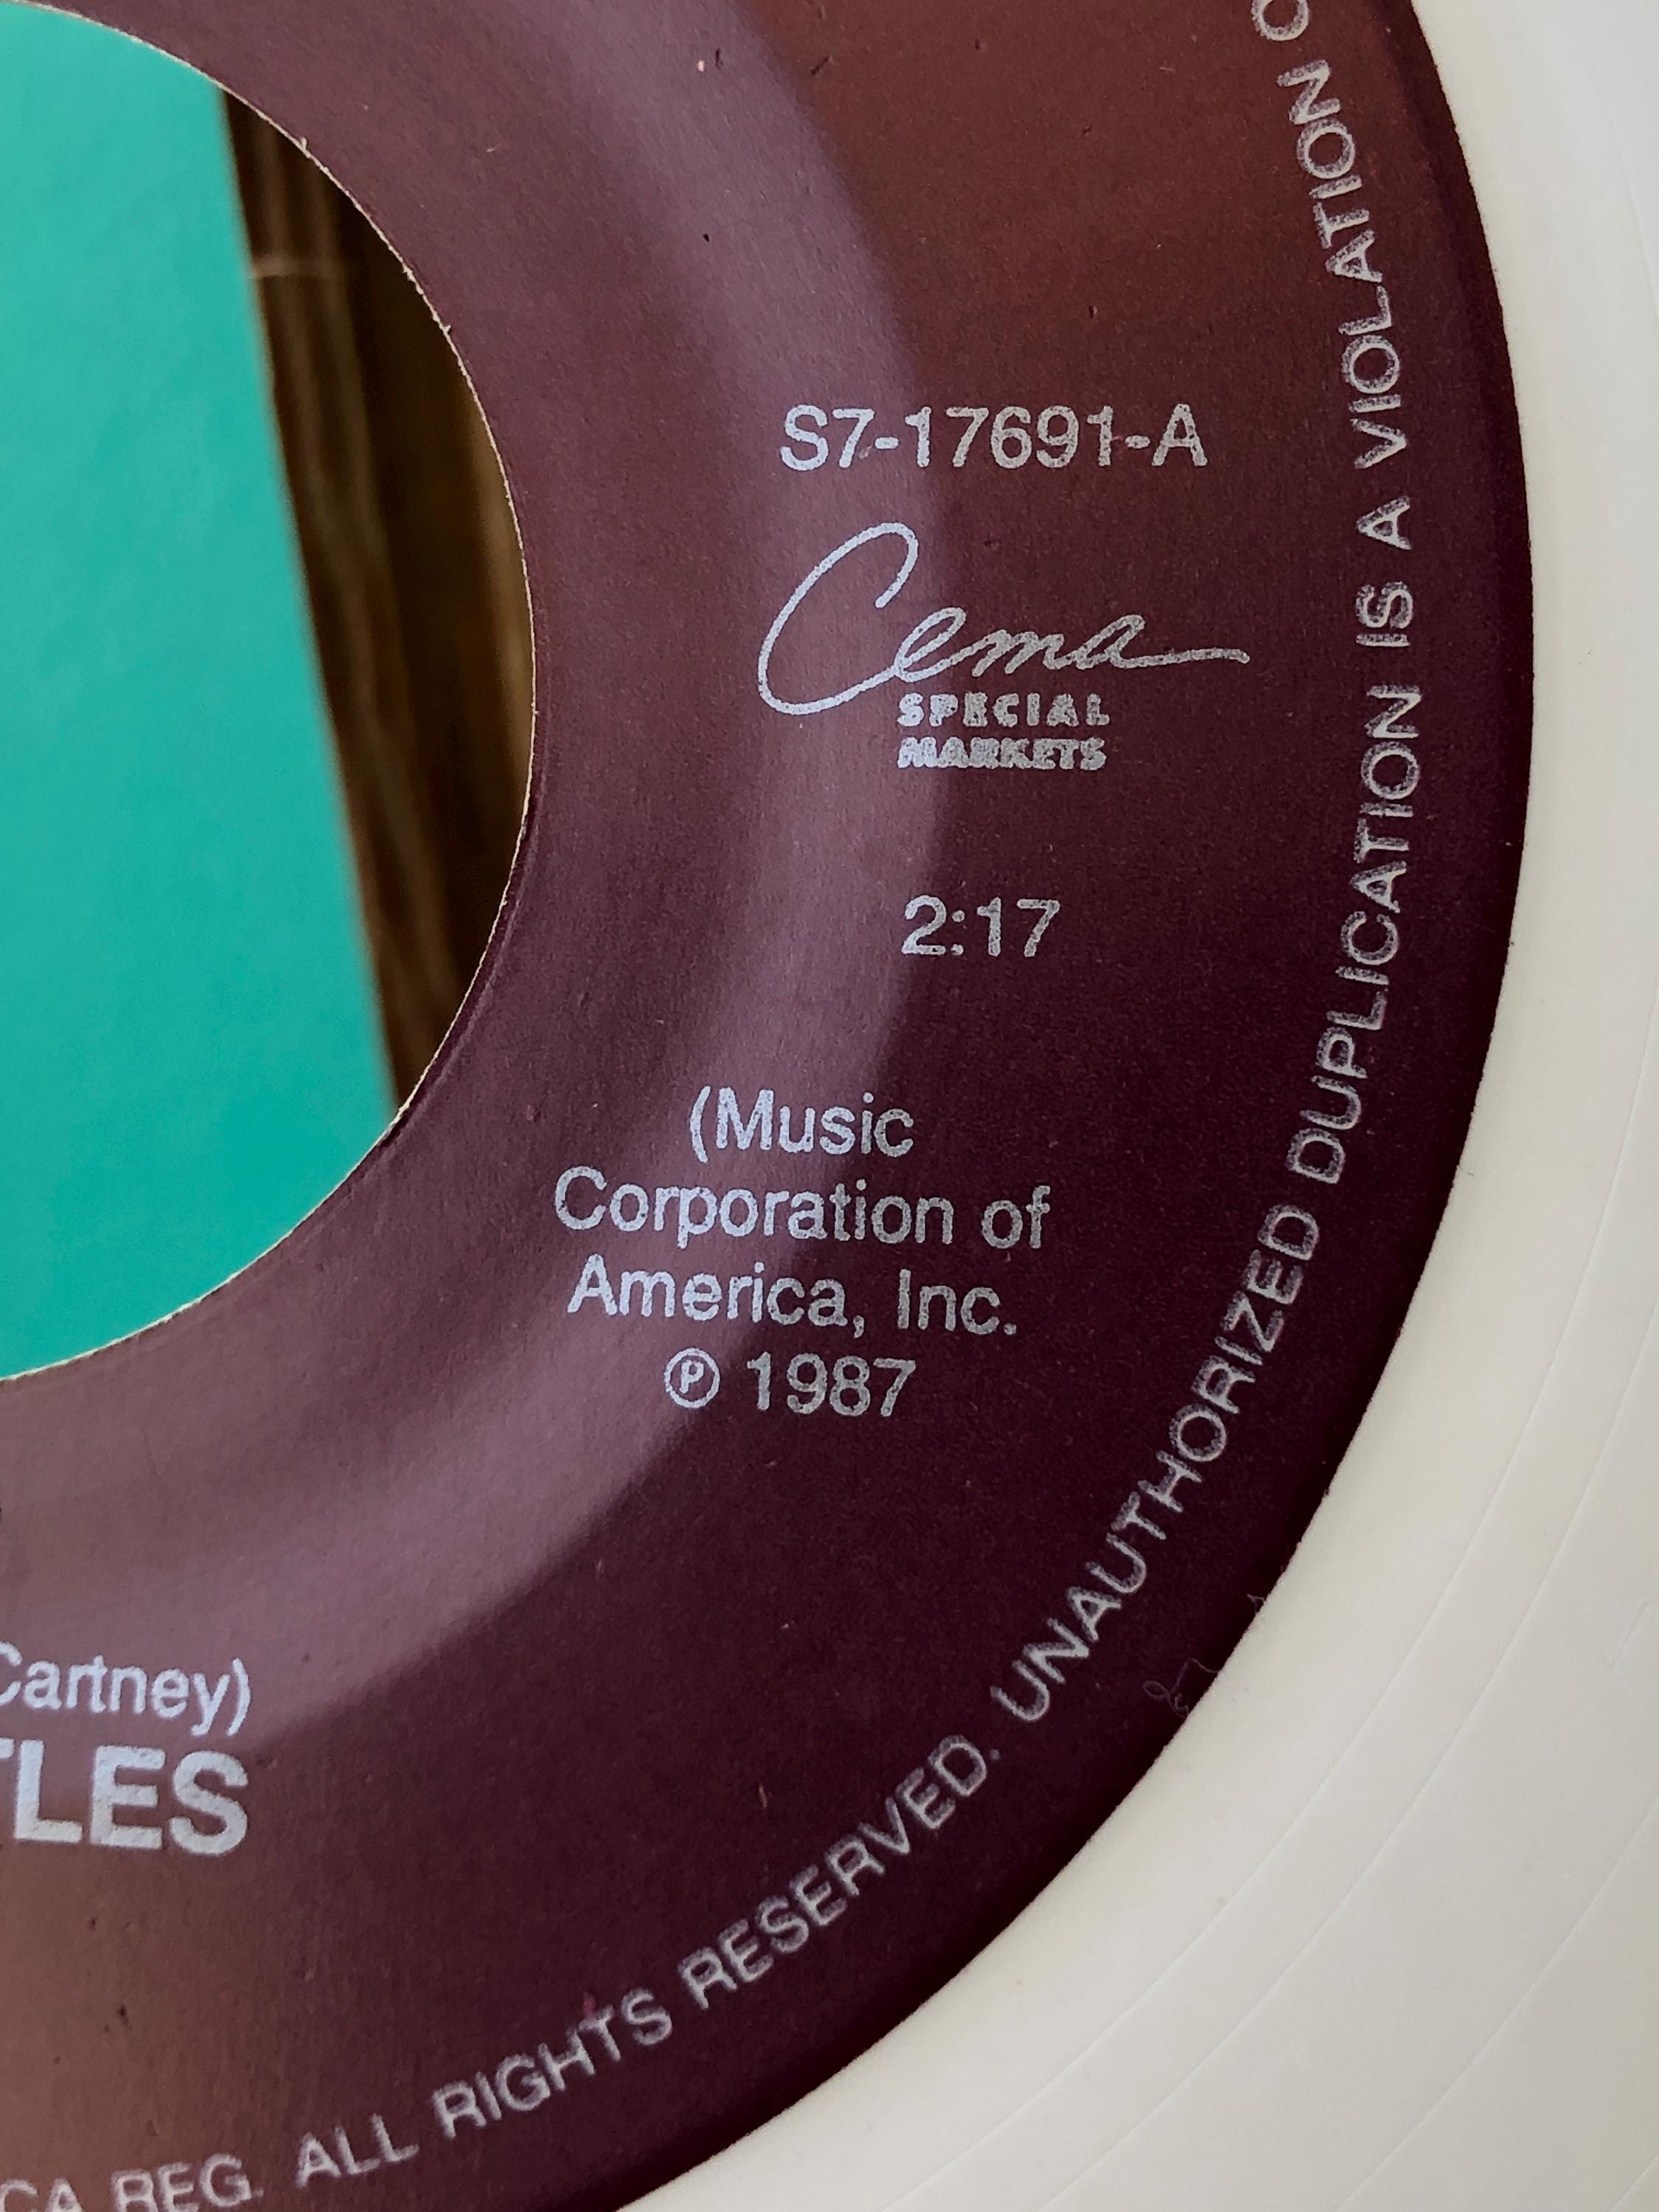 S7-17691-A
Cema
SPECIAL
MARKETS
2:17
(Music
Corporation of
America, Inc.
℗ 1987
Cartney)
TLES
CA REG. ALL RIGHTS RESERVED. UNAUTHORIZED DUPLICATION IS A VIOLATION O